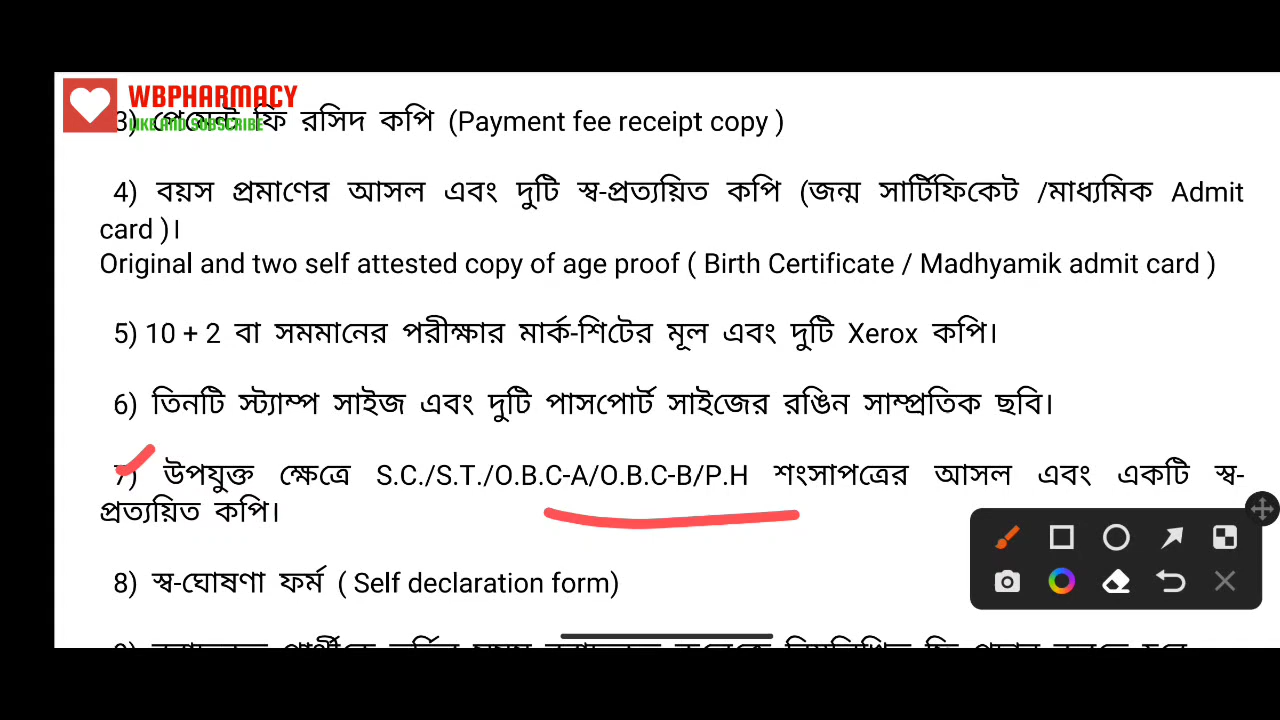 WBPHARMACY
LIKE AND SUBSCRIBE
3) পেমেন্ট ফি রসিদ কপি (Payment fee receipt copy )
4) বয়স প্রমাণের আসল এবং দুটি স্ব-প্রত্যয়িত কপি (জন্ম সার্টিফিকেট /মাধ্যমিক Admit
card )।
Original and two self attested copy of age proof ( Birth Certificate / Madhyamik admit card )
5) 10 + 2 বা সমমানের পরীক্ষার মার্ক-শিটের মূল এবং দুটি Xerox কপি।
6) তিনটি স্ট্যাম্প সাইজ এবং দুটি পাসপোর্ট সাইজের রঙিন সাম্প্রতিক ছবি।
7) উপযুক্ত ক্ষেত্রে S.C./S.T./O.B.C-A/O.B.C-B/P.H শংসাপত্রের আসল এবং একটি স্ব-
প্রত্যয়িত কপি।
8) স্ব-ঘোষণা ফর্ম ( Self declaration form)